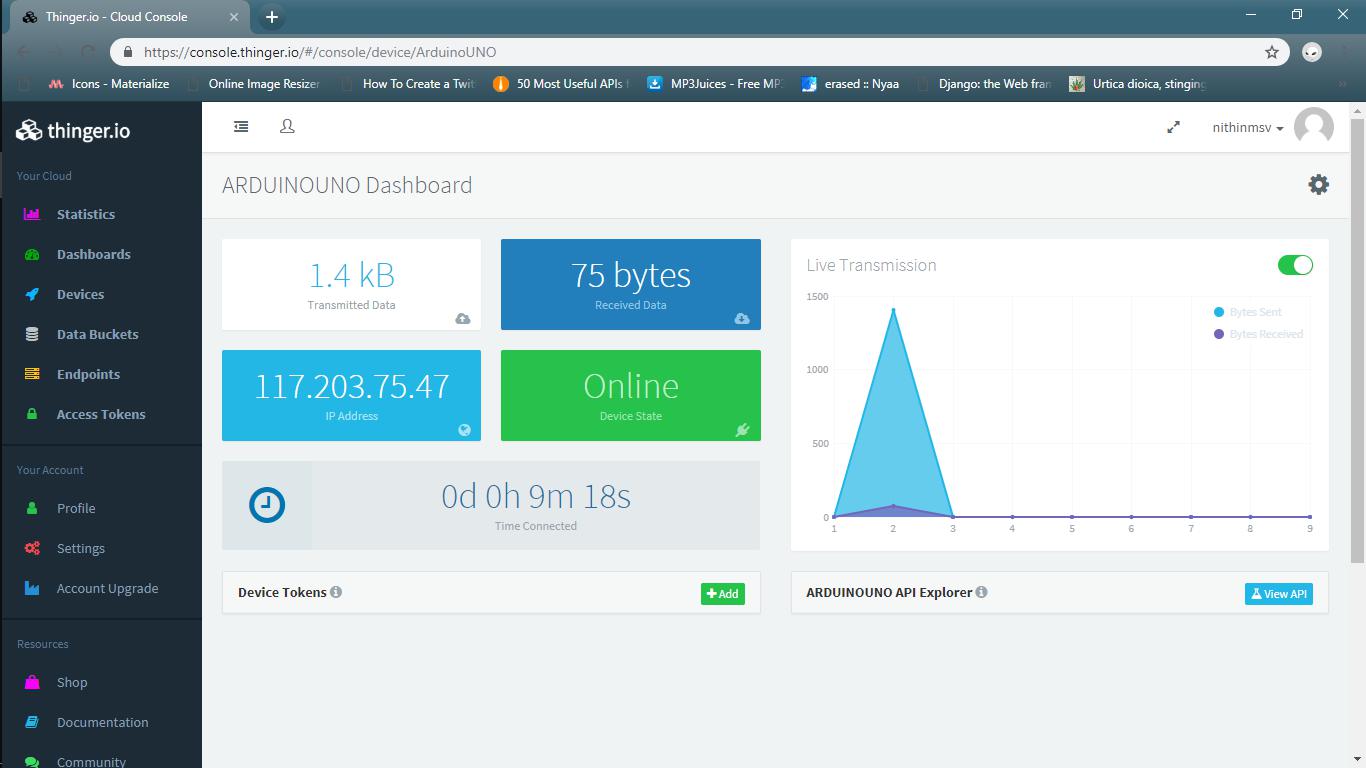 Thinger.io - Cloud Console
https://console.thinger.io/#/console/device/ArduinoUNO
Icons - Materialize
Online Image Resizer
How To Create a Twit
50 Most Useful APIs f
MP3Juices - Free MP
erased :: Nyaa
Django: the Web fran
Urtica dioica, stinging
thinger.io
nithinmsv
Your Cloud
Statistics
Dashboards
Devices
Data Buckets
Endpoints
Access Tokens
Your Account
Profile
Settings
Account Upgrade
Resources
Shop
Documentation
Community
ARDUINOUNO Dashboard
1.4 kB
Transmitted Data
75 bytes
Received Data
117.203.75.47
IP Address
Online
Device State
0d 0h 9m 18s
Time Connected
Live Transmission
Bytes Sent
Bytes Received
1500
1000
500
0
1 2 3 4 5 6 7 8 9
Device Tokens
Add
ARDUINOUNO API Explorer
View API